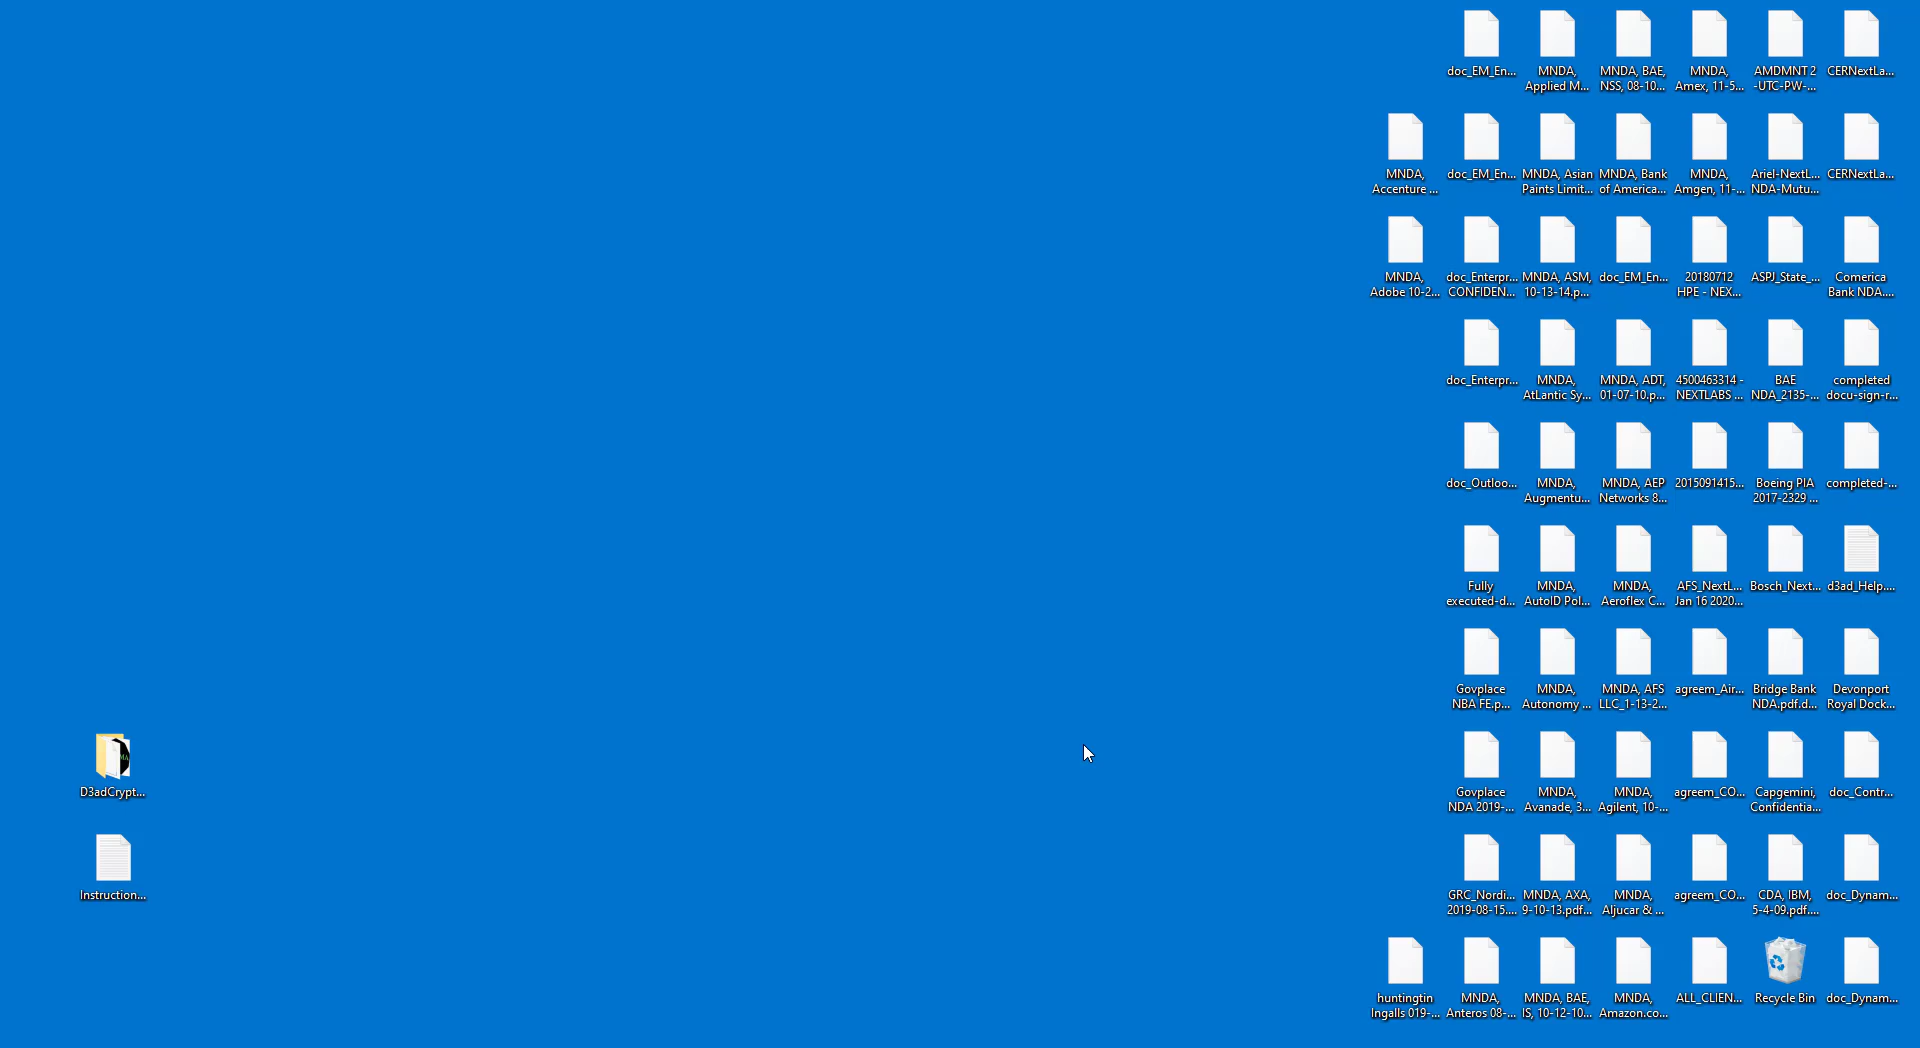 doc_EM_En...
MNDA,
Applied M...
MNDA, BAE,
NSS, 08-10...
MNDA,
Amex, 11-5...
AMDMNT 2
-UTC-PW-...
CERNextLa...
MNDA,
Accenture ...
doc_EM_En...
MNDA, Asian
Paints Limit...
MNDA, Bank
of America...
MNDA,
Amgen, 11-...
Ariel-NextL...
NDA-Mutu...
CERNextLa...
MNDA,
Adobe 10-2...
doc_Enterpr...
CONFIDEN...
MNDA, ASM,
10-13-14.p...
doc_EM_En...
20180712
HPE - NEX...
ASPJ_State_...
Comerica
Bank NDA....
doc_Enterpr...
MNDA,
AtLantic Sy...
MNDA, ADT,
01-07-10.p...
4500463314 -
NEXTLABS ...
BAE
NDA_2135-...
completed
docu-sign-r...
doc_Outloo...
MNDA,
Augmentu...
MNDA, AEP
Networks 8...
2015091415...
Boeing PIA
2017-2329 ...
completed-...
Fully
executed-d...
MNDA,
AutoID Pol...
MNDA,
Aeroflex C...
AFS_NextL...
Jan 16 2020...
Bosch_Next...
d3ad_Help....
Govplace
NBA FE.p...
MNDA,
Autonomy ...
MNDA, AFS
LLC_1-13-2...
agreem_Air...
Bridge Bank
NDA.pdf.d...
Devonport
Royal Dock...
D3adCrypt...
Govplace
NDA 2019-...
MNDA,
Avanade, 3...
MNDA,
Agilent, 10-...
agreem_CO...
Capgemini,
Confidentia...
doc_Contr...
Instruction...
GRC_Nordi...
2019-08-15....
MNDA, AXA,
9-10-13.pdf...
MNDA,
Aljucar & ...
agreem_CO...
CDA, IBM,
5-4-09.pdf....
doc_Dynam...
huntingtin
Ingalls 019-...
MNDA,
Anteros 08-...
MNDA, BAE,
IS, 10-12-10...
MNDA,
Amazon.co...
ALL_CLIEN...
Recycle Bin
doc_Dynam...